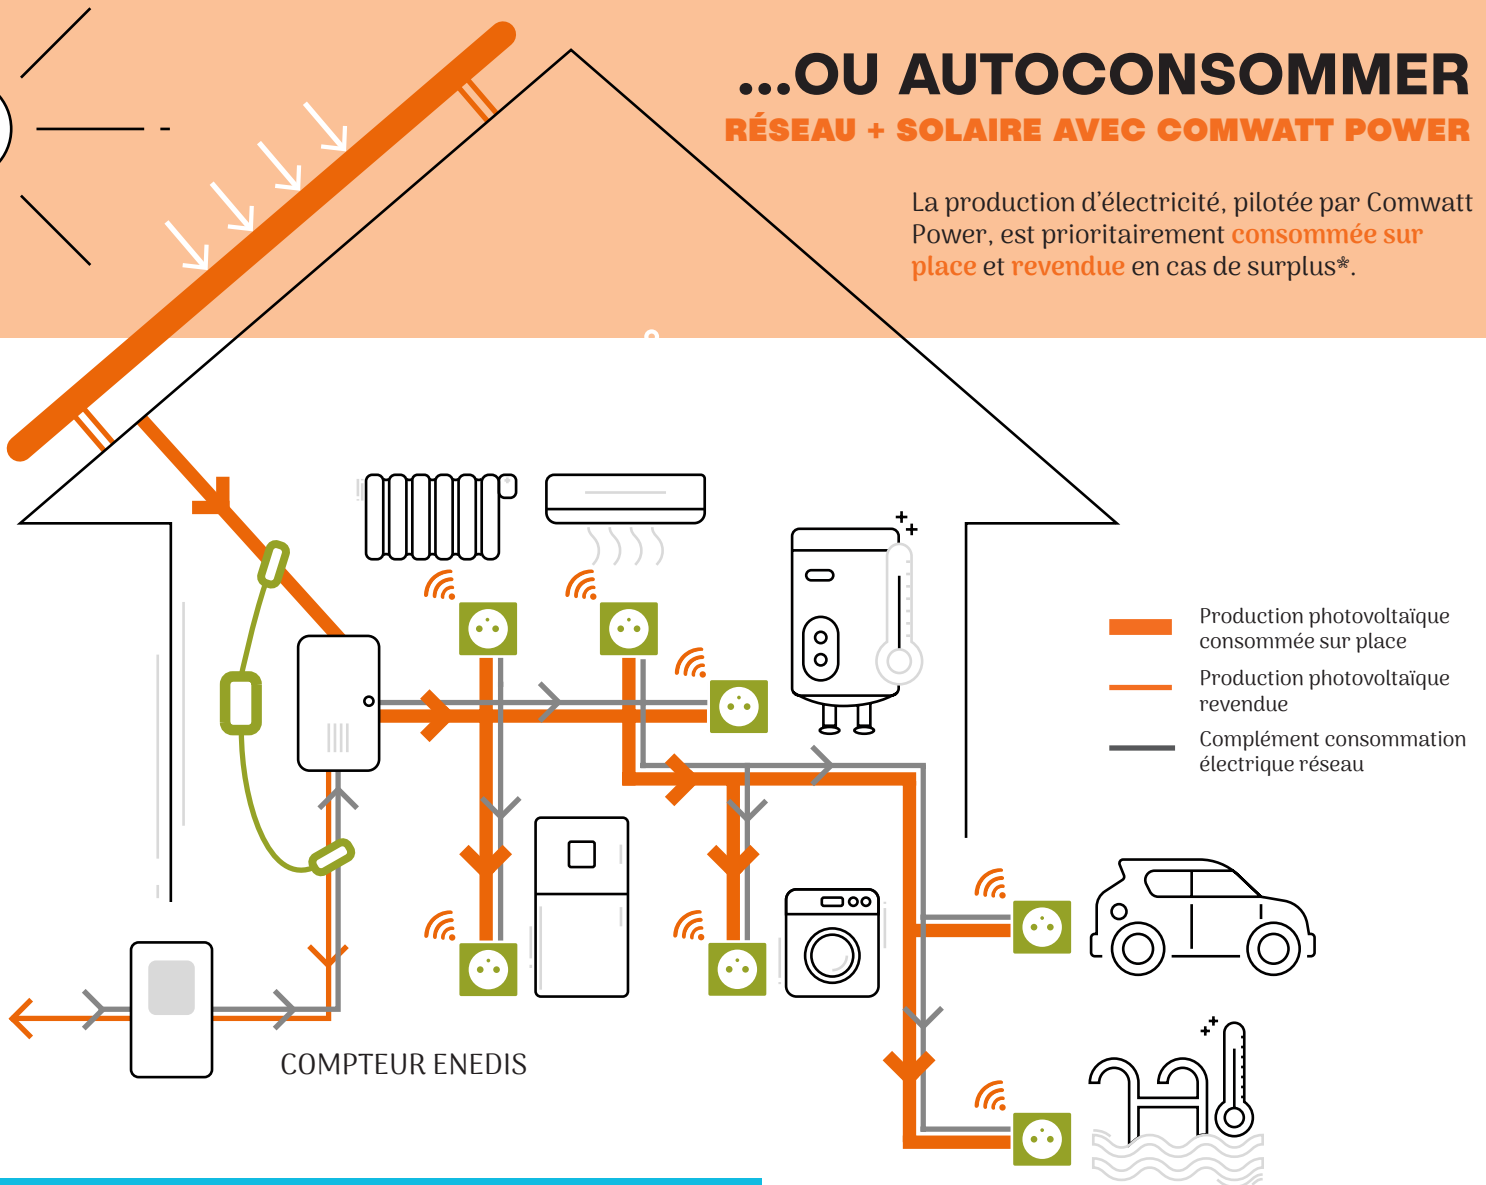 ...OU AUTOCONSOMMER
RÉSEAU + SOLAIRE AVEC COMWATT POWER
La production d'électricité, pilotée par Comwatt
Power, est prioritairement consommée sur
place et revendue en cas de surplus*.
Production photovoltaïque
consommée sur place
Production photovoltaïque
revendue
Complément consommation
électrique réseau
COMPTEUR ENEDIS